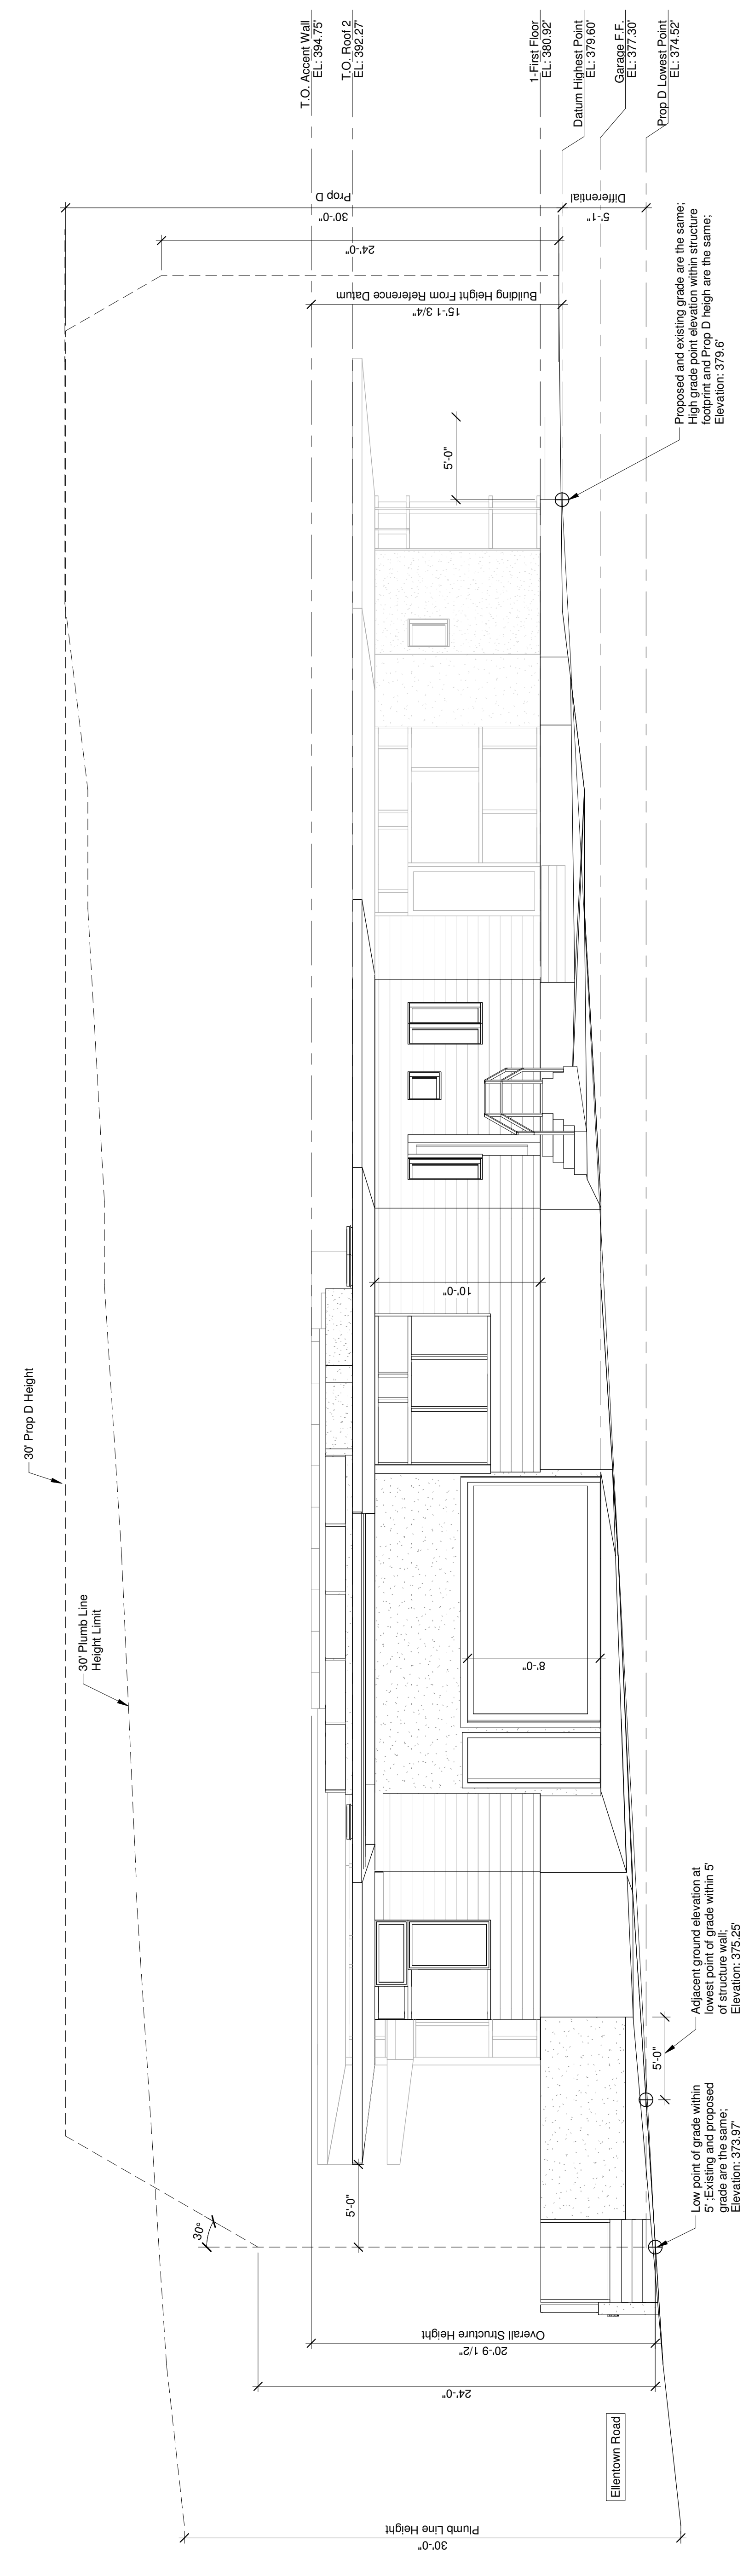 T.O. Accent Wall
EL: 394.75'
T.O. Roof 2
EL: 392.27'
1-First Floor
EL: 380.92'
Datum Highest Point
EL: 379.60'
Garage F.F.
EL: 377.30'
Prop D Lowest Point
EL: 374.52'
30'-0"
Prop D
5'-1"
Differential
24'-0"
15'-1 3/4"
Building Height From Reference Datum
5'-0"
Proposed and existing grade are the same;
High grade point elevation within structure
footprint and Prop D heigh are the same;
Elevation: 379.6'
10'-0"
30' Prop D Height
30' Plumb Line
Height Limit
8'-0"
Adjacent ground elevation at
lowest point of grade within 5'
of structure wall;
Elevation: 375.25'
5'-0"
Low point of grade within
5' ;Existing and proposed
grade are the same;
Elevation: 373.97'
5'-0"
30°
20'-9 1/2"
Overall Structure Height
24'-0"
Ellentown Road
30'-0"
Plumb Line Height